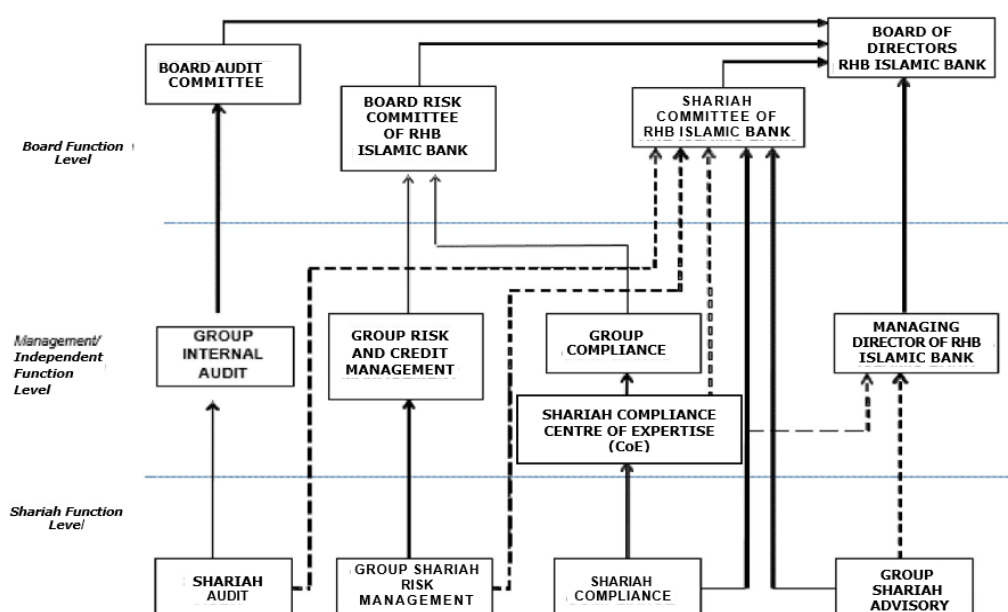 BOARD OF
DIRECTORS
RHB ISLAMIC BANK
BOARD AUDIT
COMMITTEE
BOARD RISK
COMMITTEE
OF RHB
ISLAMIC BANK
SHARIAH
COMMITTEE OF
RHB ISLAMIC BANK
Board Function
Level
Management/
Independent
Function
Level
GROUP
INTERNAL
AUDIT
GROUP RISK
AND CREDIT
MANAGEMENT
GROUP
COMPLIANCE
MANAGING
DIRECTOR OF RHB
ISLAMIC BANK
SHARIAH COMPLIANCE
CENTRE OF EXPERTISE
(CoE)
Shariah Function
Level
SHARIAH
AUDIT
GROUP SHARIAH
RISK
MANAGEMENT
SHARIAH
COMPLIANCE
GROUP
SHARIAH
ADVISORY